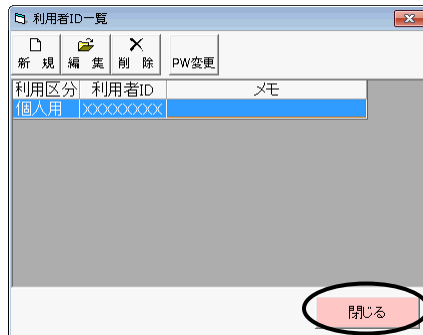 利用者ID一覧
新 規 編 集 削 除 PW変更
利用区分 利用者ID メモ
個人用 XXXXXXXX
閉じる